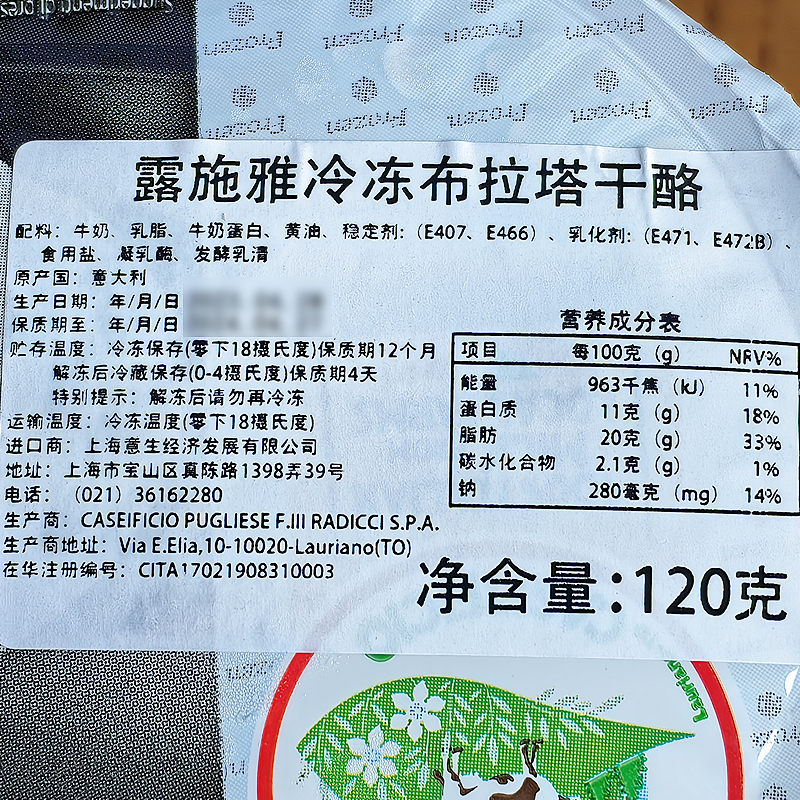 Suggerimenti di pres
Frozen Frozen Frozen
Frozen Frozen Frozen Frozen
露施雅冷冻布拉塔干酪
配料：牛奶、乳脂、牛奶蛋白、黄油、稳定剂：（E407、E466）、乳化剂：（E471、E472B）、
食用盐、凝乳酶、发酵乳清
原产国：意大利
生产日期：年/月/日
保质期至：年/月/日
贮存温度：冷冻保存(零下18摄氏度)保质期12个月
解冻后冷藏保存(0-4摄氏度)保质期4天
特别提示：解冻后请勿再冷冻
运输温度：冷冻温度(零下18摄氏度)
进口商：上海意生经济发展有限公司
地址：上海市宝山区真陈路1398弄39号
电话：（021）36162280
生产商：CASEIFICIO PUGLIESE F.III RADICCI S.P.A.
生产商地址：Via E.Elia,10-10020-Lauriano(TO)
在华注册编号：CITA17021908310003
营养成分表
项目 每100克（g） NRV%
能量 963千焦（kJ） 11%
蛋白质 11克（g） 18%
脂肪 20克（g） 33%
碳水化合物 2.1克（g） 1%
钠 280毫克（mg） 14%
净含量:120克
Laurian